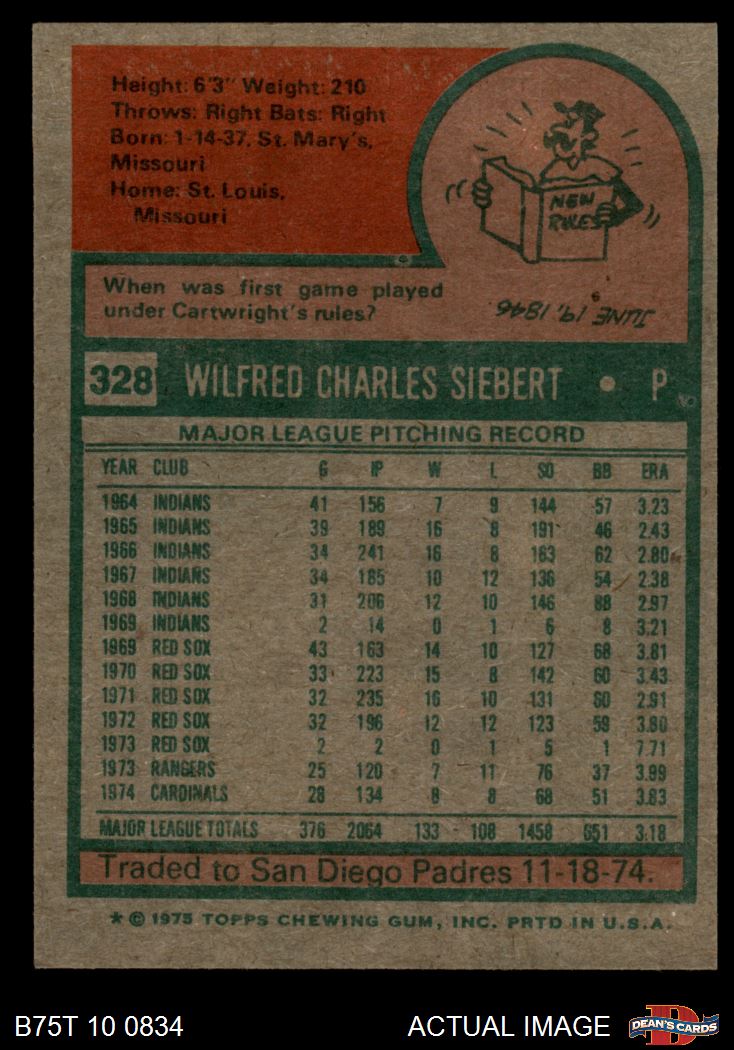 Height: 6'3" Weight: 210
Throws: Right Bats: Right
Born: 1-14-37, St. Mary's,
Missouri
Home: St. Louis,
Missouri
NEW
RULES
When was first game played
under Cartwright's rules?
JUNE 19, 1846
328 WILFRED CHARLES SIEBERT • P
MAJOR LEAGUE PITCHING RECORD
YEAR CLUB G IP W L SO BB ERA
1964 INDIANS 41 156 7 9 144 57 3.23
1965 INDIANS 39 189 16 8 191 46 2.43
1966 INDIANS 34 241 16 8 163 62 2.80
1967 INDIANS 34 185 10 12 136 54 2.38
1968 INDIANS 31 206 12 10 146 88 2.97
1969 INDIANS 2 14 0 1 6 8 3.21
1969 RED SOX 43 163 14 10 127 68 3.81
1970 RED SOX 33 223 15 8 142 60 3.43
1971 RED SOX 32 235 16 10 131 60 2.91
1972 RED SOX 32 196 12 12 123 59 3.80
1973 RED SOX 2 2 0 1 5 1 7.71
1973 RANGERS 25 120 7 11 76 37 3.99
1974 CARDINALS 28 134 8 8 68 51 3.83
MAJOR LEAGUE TOTALS 376 2064 133 108 1458 651 3.18
Traded to San Diego Padres 11-18-74.
* © 1975 TOPPS CHEWING GUM, INC. PRTD IN U.S.A.
B75T 10 0834 ACTUAL IMAGE DEAN'S CARDS